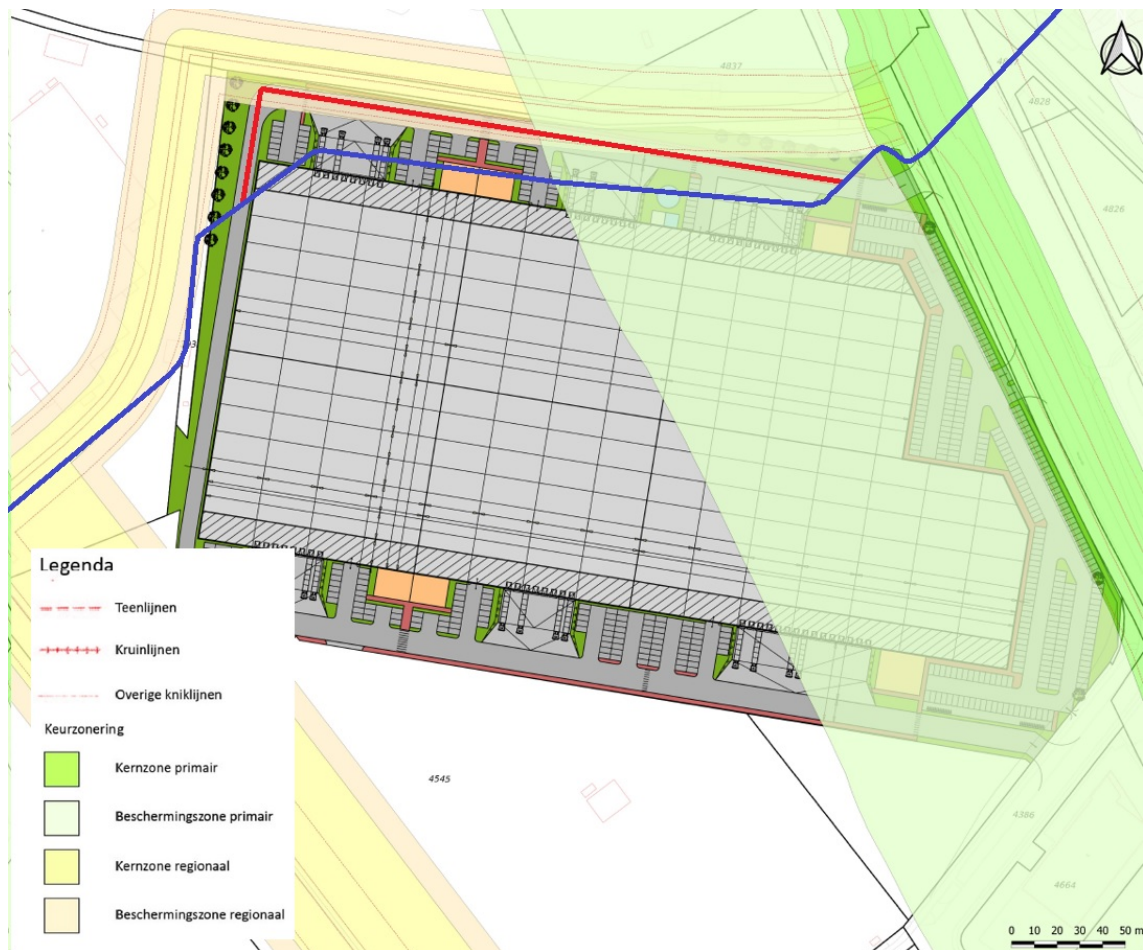 4837
4828
4826
Legenda
Teenlijnen
Kruinlijnen
Overige kniklijnen
Keurzonering
Kernzone primair
Beschermingszone primair
Kernzone regionaal
Beschermingszone regionaal
4545
4386
4664
0 10 20 30 40 50 m